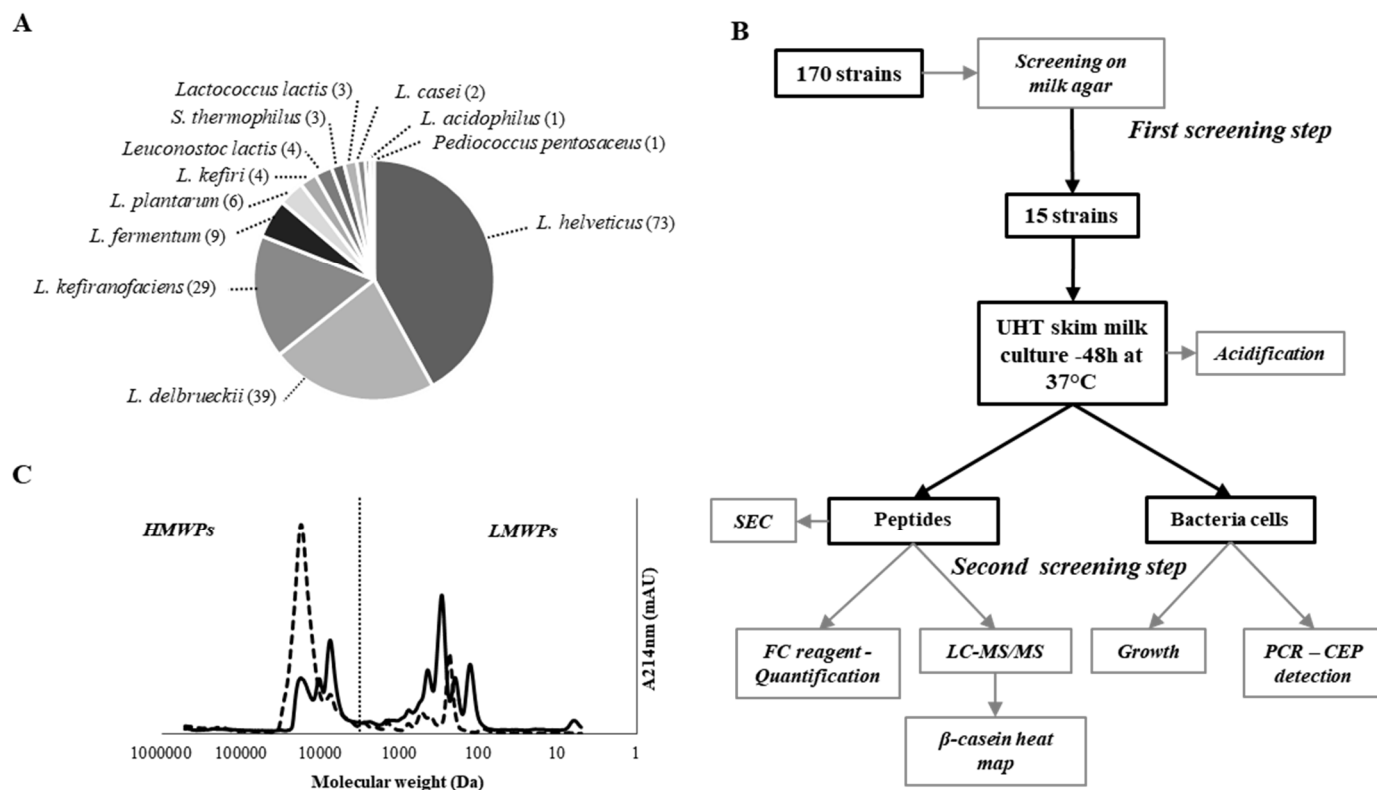 A
Lactococcus lactis (3)
L. casei (2)
S. thermophilus (3)
L. acidophilus (1)
Leuconostoc lactis (4)
Pediococcus pentosaceus (1)
L. kefiri (4)
L. plantarum (6)
L. helveticus (73)
L. fermentum (9)
L. kefiranofaciens (29)
L. delbrueckii (39)
B
170 strains
Screening on
milk agar
First screening step
15 strains
UHT skim milk
culture -48h at
37°C
Acidification
SEC
Peptides
Bacteria cells
Second screening step
FC reagent -
Quantification
LC-MS/MS
Growth
PCR – CEP
detection
β-casein heat
map
C
HMWPs
LMWPs
A214nm (mAU)
1000000
100000
10000
1000
100
10
1
Molecular weight (Da)